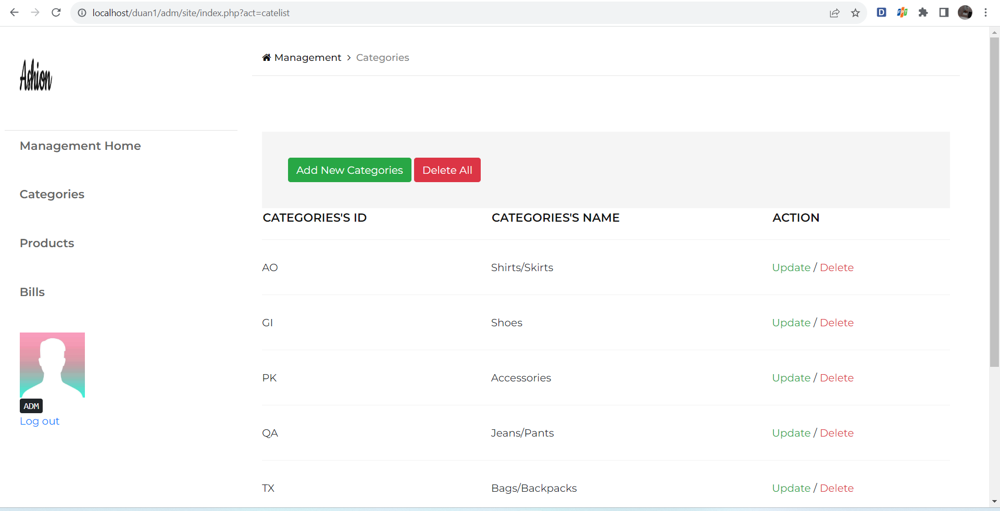 localhost/duan1/adm/site/index.php?act=catelist
D
FPT
Ashion
Management > Categories
Management Home
Categories
Products
Bills
ADM
Log out
Add New Categories Delete All
CATEGORIES'S ID CATEGORIES'S NAME ACTION
AO Shirts/Skirts Update / Delete
GI Shoes Update / Delete
PK Accessories Update / Delete
QA Jeans/Pants Update / Delete
TX Bags/Backpacks Update / Delete